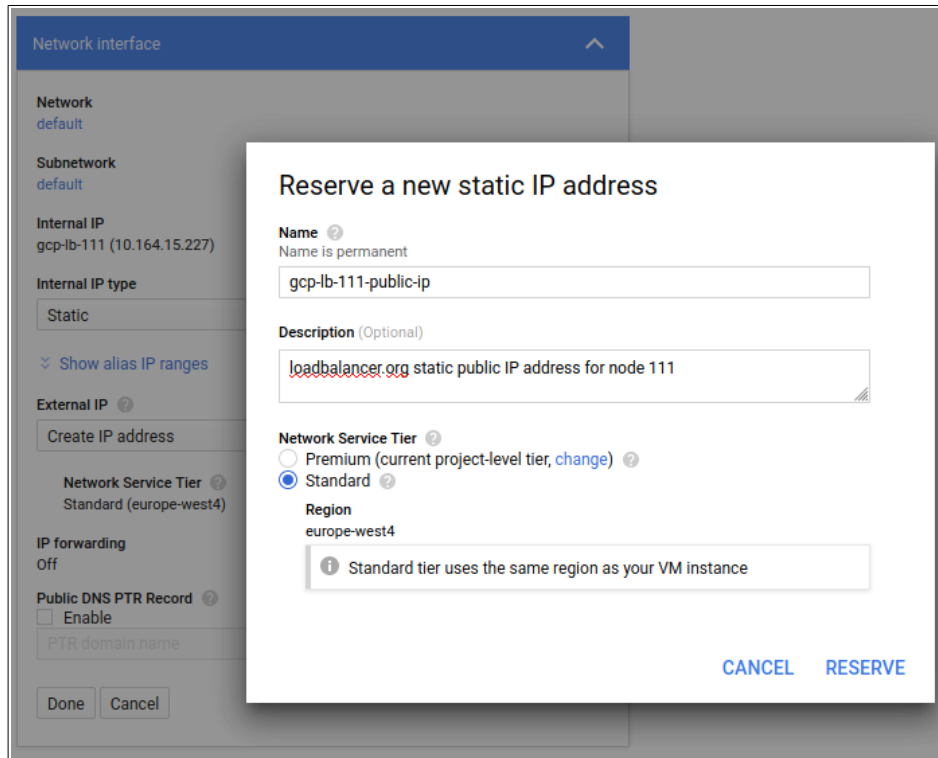 Network interface
Network
default
Subnetwork
default
Internal IP
gcp-lb-111 (10.164.15.227)
Internal IP type
Static
Show alias IP ranges
External IP
Create IP address
Network Service Tier
Standard (europe-west4)
IP forwarding
Off
Public DNS PTR Record
Enable
PTR domain name
Done Cancel
Reserve a new static IP address
Name
Name is permanent
gcp-lb-111-public-ip
Description (Optional)
loadbalancer.org static public IP address for node 111
Network Service Tier
Premium (current project-level tier, change)
Standard
Region
europe-west4
Standard tier uses the same region as your VM instance
CANCEL RESERVE